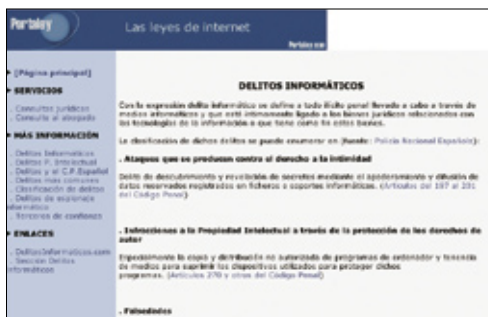 Portaley
Las leyes de internet
Portaley.com
[Página principal]
SERVICIOS
. Consultas jurídicas
. Consulta al abogado
MÁS INFORMACIÓN
. Delitos Informáticos
. Delitos P. Intelectual
. Delitos y el C.P.Español
. Delitos más comunes
. Clasificación de delitos
. Delitos de espionaje
informático
. Terceros de confianza
ENLACES
. DelitosInformaticos.com
. Sección Delitos
Informáticos
DELITOS INFORMÁTICOS
Con la expresión delito informático se define a todo ilícito penal llevado a cabo a través de
medios informáticos y que está íntimamente ligado a los bienes jurídicos relacionados con
las tecnologías de la información o que tiene como fin estos bienes.
La clasificación de dichos delitos se puede enumerar en (fuente: Policía Nacional Española):
. Ataques que se producen contra el derecho a la intimidad
Delito de descubrimiento y revelación de secretos mediante el apoderamiento y difusión de
datos reservados registrados en ficheros o soportes informáticos. (Artículos del 197 al 201
del Código Penal)
. Infracciones a la Propiedad Intelectual a través de la protección de los derechos de
autor
Especialmente la copia y distribución no autorizada de programas de ordenador y tenencia
de medios para suprimir los dispositivos utilizados para proteger dichos
programas. (Artículos 270 y otros del Código Penal)
. Falsedades